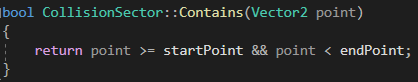 bool CollisionSector::Contains(Vector2 point)
{
    return point >= startPoint && point < endPoint;
}